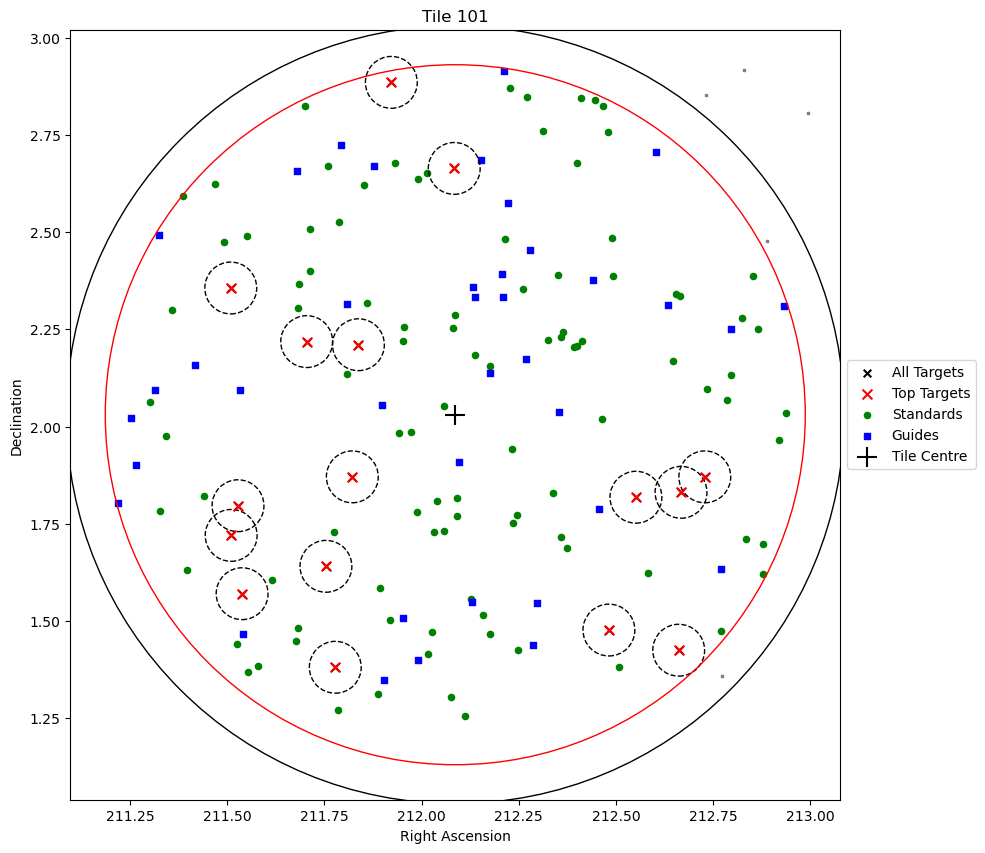 Tile 101
3.00
2.75
2.50
2.25
2.00
1.75
1.50
1.25
Declination
211.25 211.50 211.75 212.00 212.25 212.50 212.75 213.00
Right Ascension
All Targets
Top Targets
Standards
Guides
Tile Centre